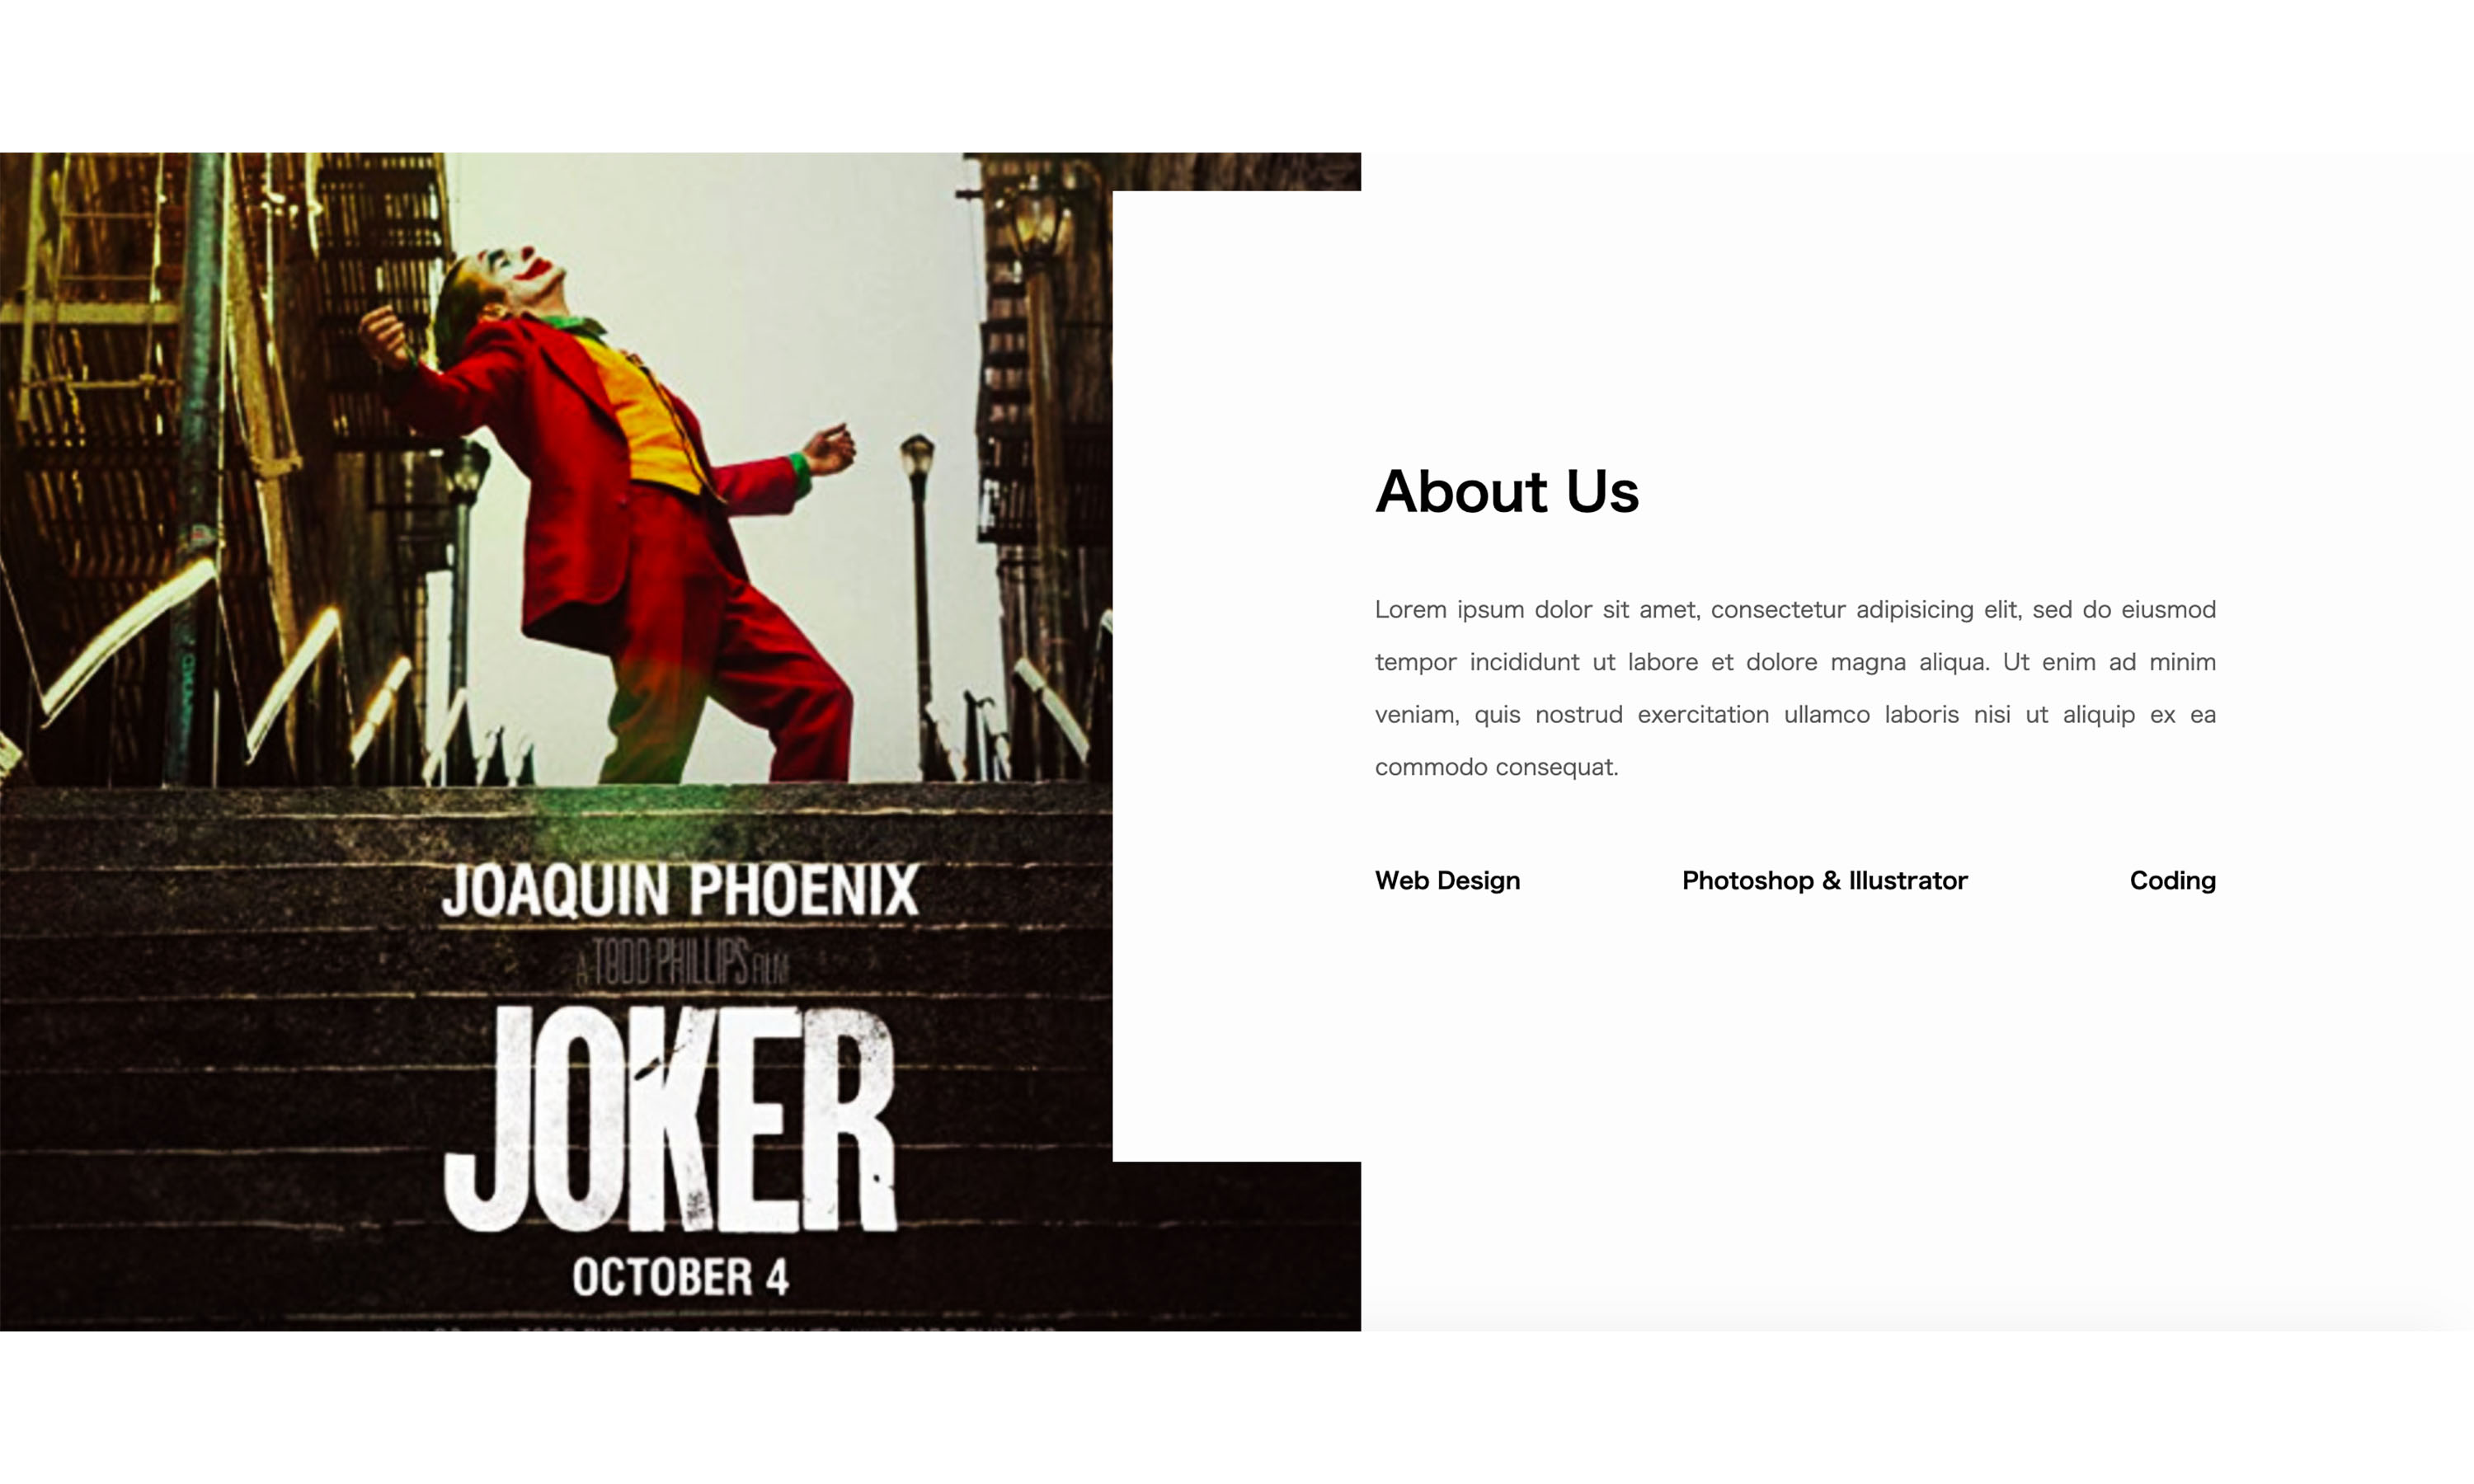 JOAQUIN PHOENIX
A TODD PHILLIPS FILM
JOKER
OCTOBER 4
About Us
Lorem ipsum dolor sit amet, consectetur adipisicing elit, sed do eiusmod
tempor incididunt ut labore et dolore magna aliqua. Ut enim ad minim
veniam, quis nostrud exercitation ullamco laboris nisi ut aliquip ex ea
commodo consequat.
Web Design
Photoshop & Illustrator
Coding